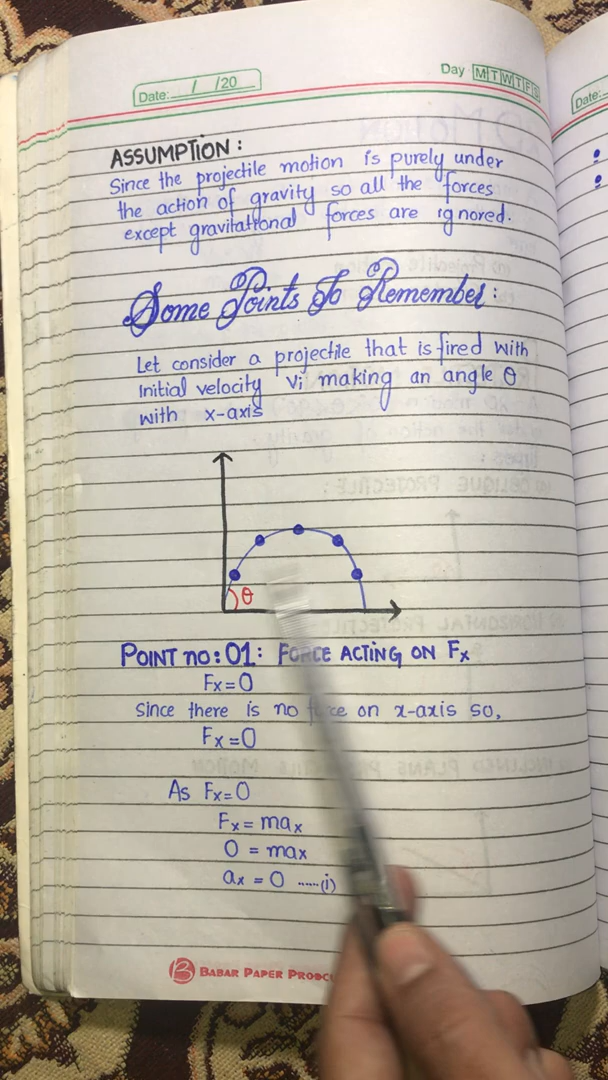 Day M T W T F S
Date: / /20
Date:
ASSUMPTION:
Since the projectile motion is purely under
the action of gravity so all the forces
except gravitational forces are ignored.
Some Points To Remember:
Let consider a projectile that is fired with
initial velocity Vi making an angle θ
with x-axis
θ
POINT no: 01: FORCE ACTING ON Fx
Fx=0
Since there is no force on x-axis so,
Fx=0
As Fx=0
Fx = max
0 = max
ax = 0 ......(i)
BABAR PAPER